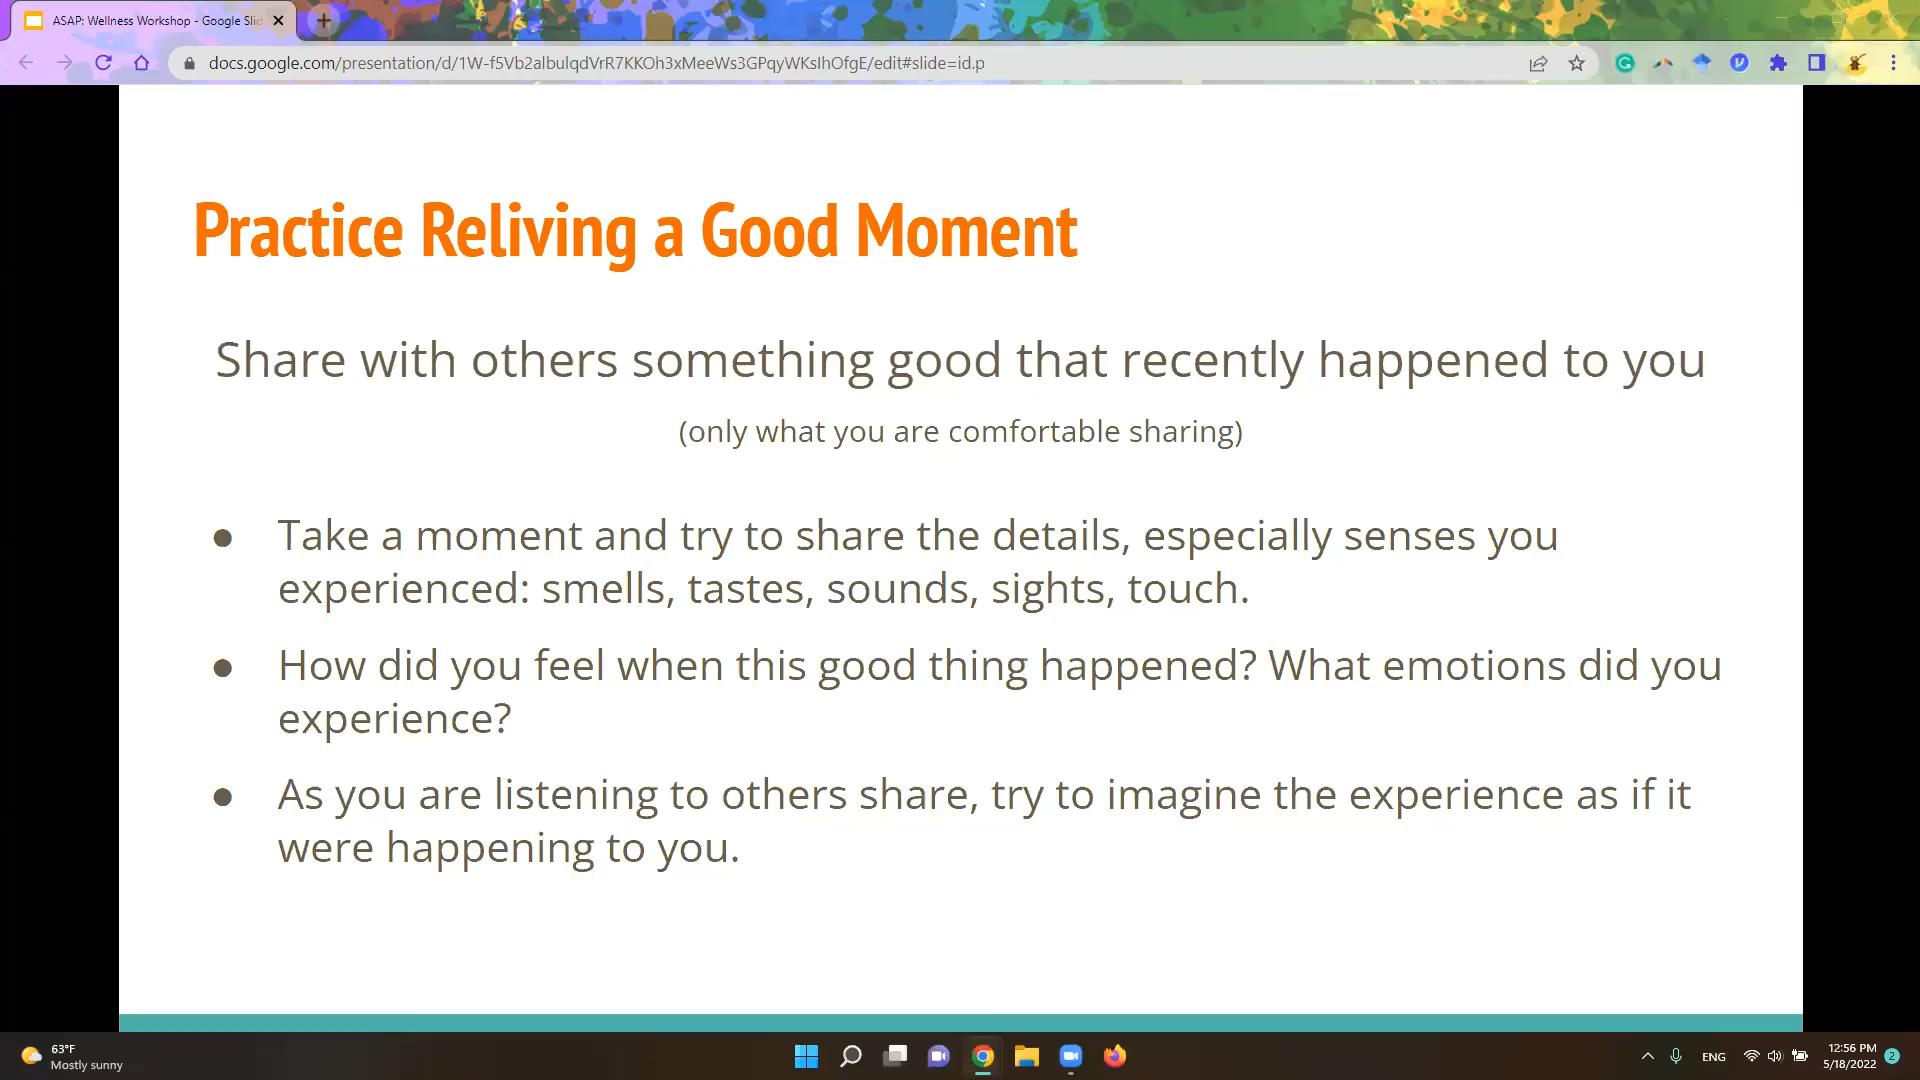 ASAP: Wellness Workshop - Google Slid
docs.google.com/presentation/d/1W-f5Vb2albulqdVrR7KKOh3xMeeWs3GPqyWKsIhOfgE/edit#slide=id.p
Practice Reliving a Good Moment
Share with others something good that recently happened to you
(only what you are comfortable sharing)
● Take a moment and try to share the details, especially senses you
experienced: smells, tastes, sounds, sights, touch.
● How did you feel when this good thing happened? What emotions did you
experience?
● As you are listening to others share, try to imagine the experience as if it
were happening to you.
63°F
Mostly sunny
ENG
12:56 PM
5/18/2022
2